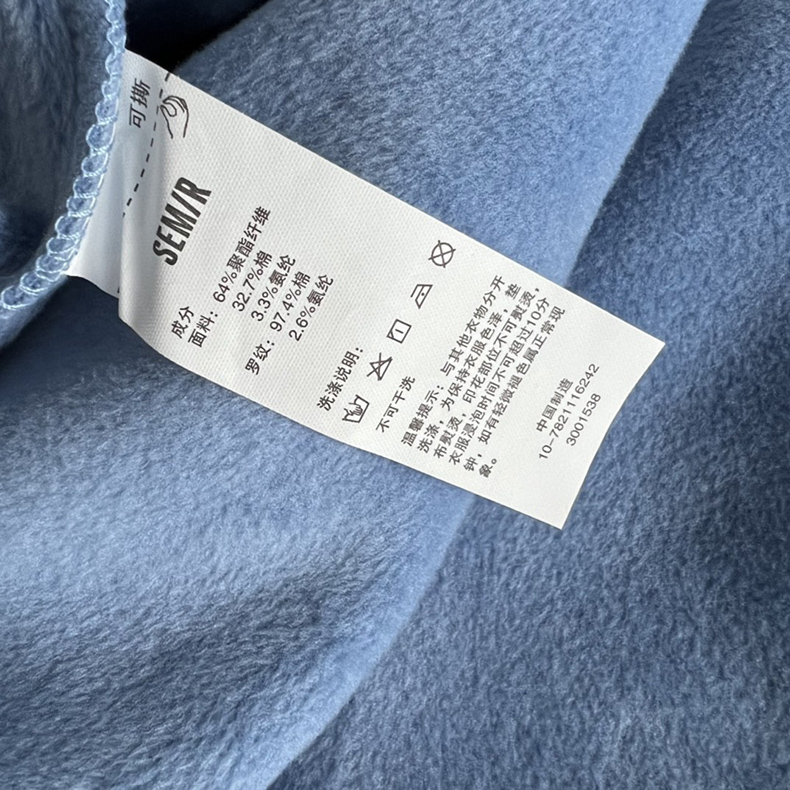 可撕
SEM/R
成分
面料：64%聚酯纤维
32.7%棉
3.3%氨纶
罗纹：97.4%棉
2.6%氨纶
洗涤说明：
不可干洗
温馨提示：与其他衣物分开
洗涤，为保持衣服色泽，垫
布熨烫，印花部位不可熨烫，
衣服浸泡时间不可超过10分
钟，如有轻微褪色属正常现
象。
中国制造
10-7821116242
3001538